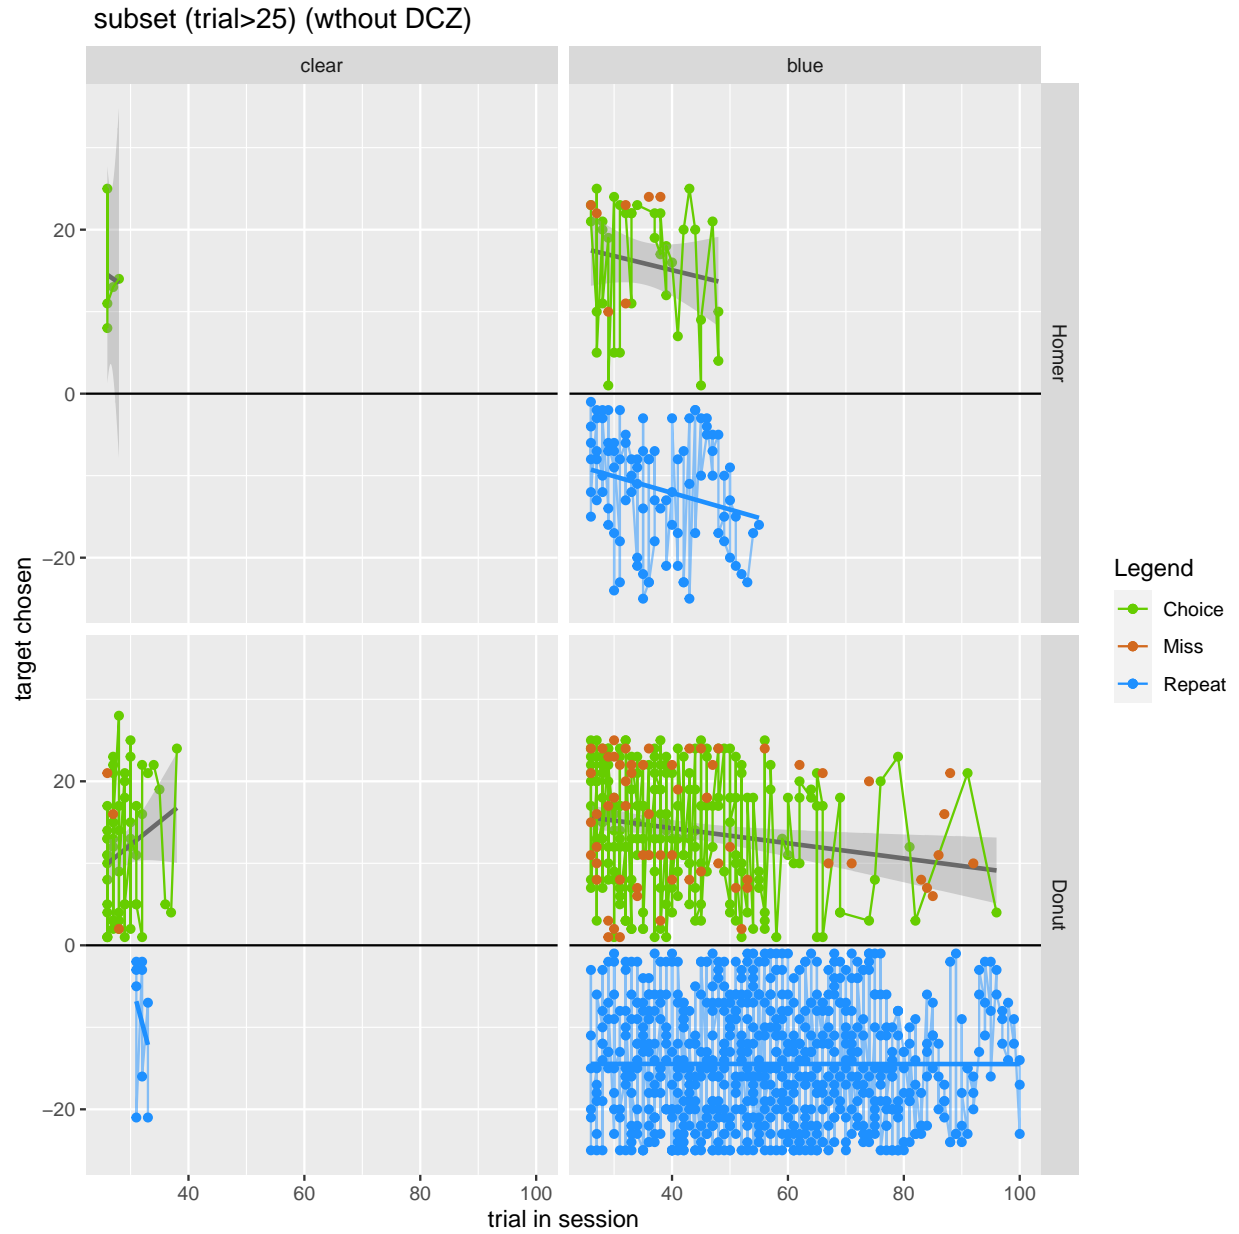 subset (trial>25) (wthout DCZ)
clear
blue
20
0
−20
Homer
20
0
−20
Donut
target chosen
40
60
80
100
40
60
80
100
trial in session
Legend
Choice
Miss
Repeat